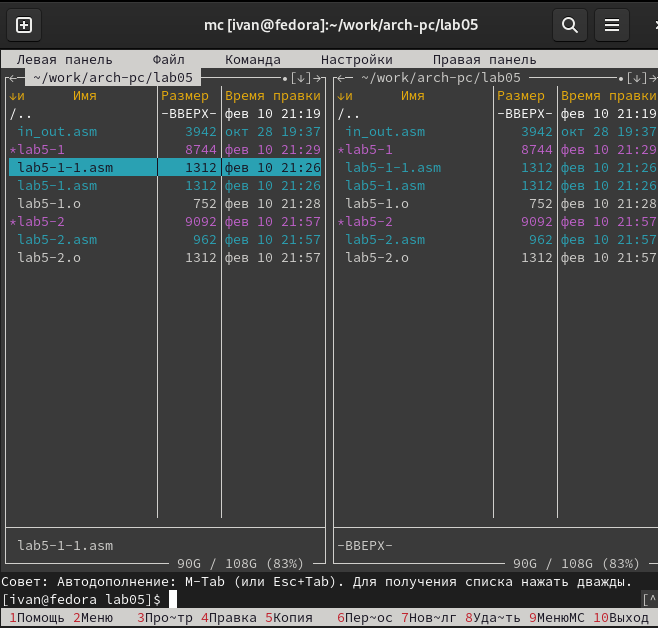 mc [ivan@fedora]:~/work/arch-pc/lab05
Левая панель Файл Команда Настройки Правая панель
~/work/arch-pc/lab05 [↓]
↓и Имя Размер Время правки
/.. -ВВЕРХ- фев 10 21:19
in_out.asm 3942 окт 28 19:37
*lab5-1 8744 фев 10 21:29
lab5-1-1.asm 1312 фев 10 21:26
lab5-1.asm 1312 фев 10 21:26
lab5-1.o 752 фев 10 21:28
*lab5-2 9092 фев 10 21:57
lab5-2.asm 962 фев 10 21:57
lab5-2.o 1312 фев 10 21:57
lab5-1-1.asm
90G / 108G (83%)
~/work/arch-pc/lab05 [↓]
↓и Имя Размер Время правки
/.. -ВВЕРХ- фев 10 21:19
in_out.asm 3942 окт 28 19:37
*lab5-1 8744 фев 10 21:29
lab5-1-1.asm 1312 фев 10 21:26
lab5-1.asm 1312 фев 10 21:26
lab5-1.o 752 фев 10 21:28
*lab5-2 9092 фев 10 21:57
lab5-2.asm 962 фев 10 21:57
lab5-2.o 1312 фев 10 21:57
-ВВЕРХ-
90G / 108G (83%)
Совет: Автодополнение: M-Tab (или Esc+Tab). Для получения списка нажать дважды.
[ivan@fedora lab05]$ [^
1Помощь 2Меню 3Про~тр 4Правка 5Копия 6Пер~ос 7Нов~лг 8Уда~ть 9МенюMC 10Выход